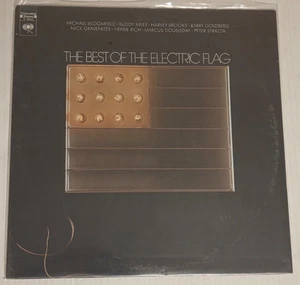 MICHAEL BLOOMFIELD · BUDDY MILES · HARVEY BROOKS · BARRY GOLDBERG
NICK GRAVENITES · HERBIE RICH · MARCUS DOUBLEDAY · PETER STRAZZA
THE BEST OF THE ELECTRIC FLAG